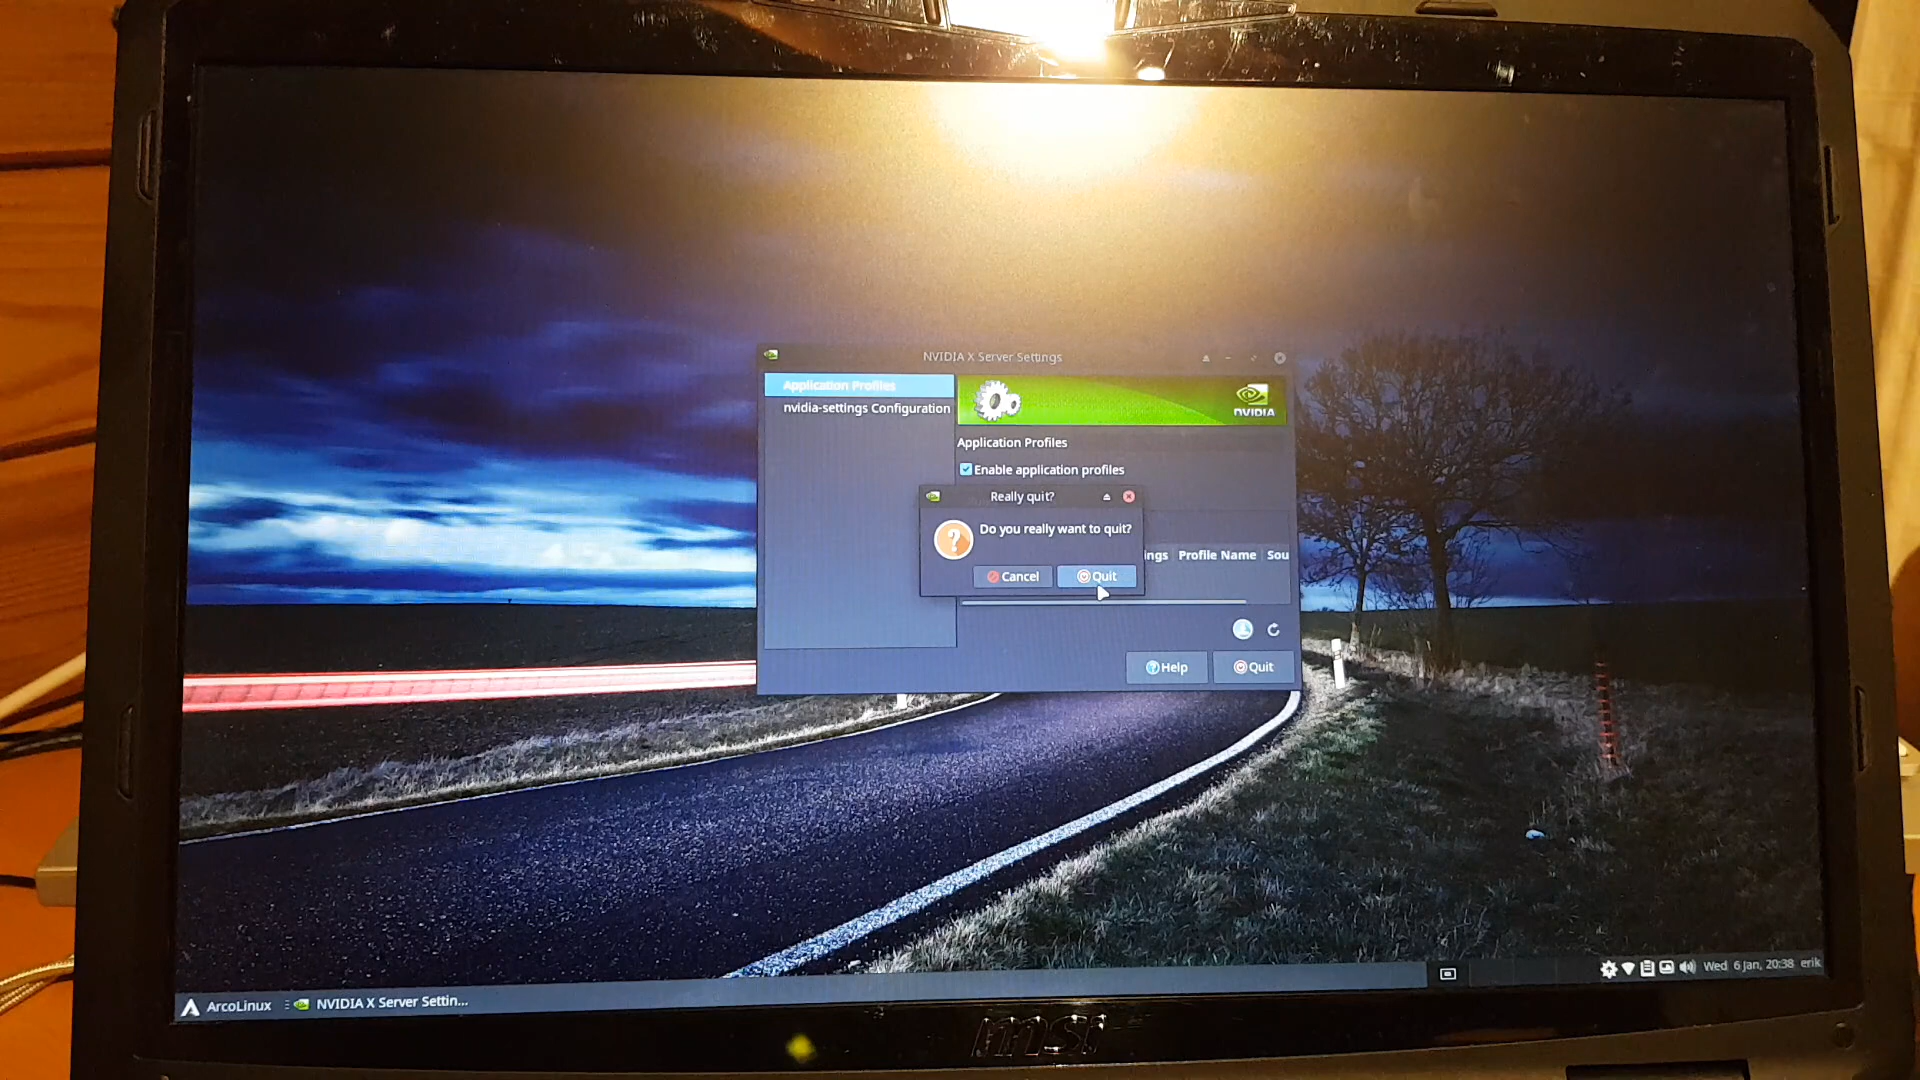 NVIDIA X Server Settings
Application Profiles
nvidia-settings Configuration
NVIDIA
Application Profiles
Enable application profiles
Really quit?
Do you really want to quit?
ings Profile Name Sou
Cancel Quit
Help Quit
Wed 6 Jan, 20:38 erik
ArcoLinux NVIDIA X Server Settin...
msi